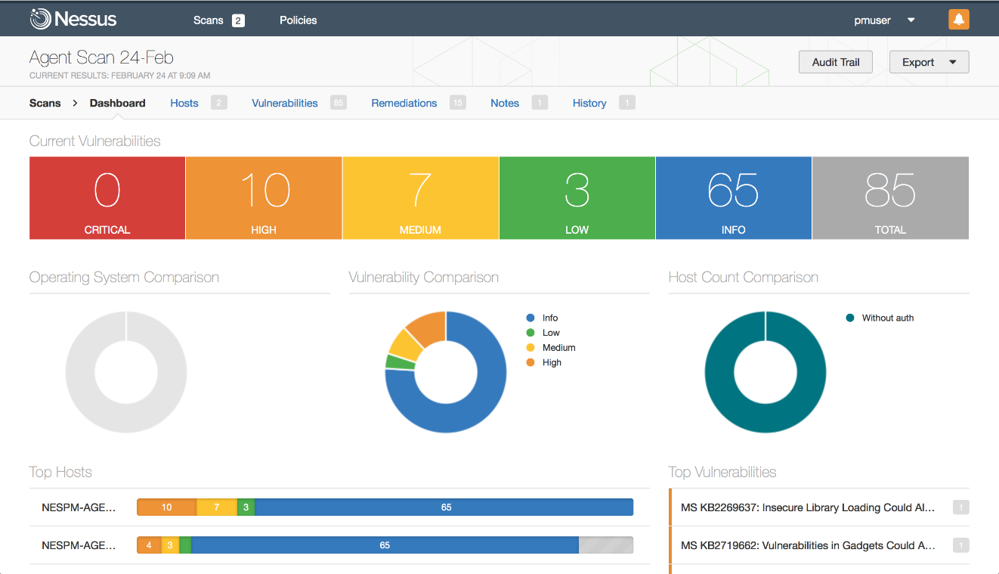 Nessus Scans 2 Policies pmuser
Agent Scan 24-Feb
CURRENT RESULTS: FEBRUARY 24 AT 9:09 AM
Audit Trail Export
Scans > Dashboard Hosts 2 Vulnerabilities 85 Remediations 15 Notes 1 History 1
Current Vulnerabilities
0 10 7 3 65 85
CRITICAL HIGH MEDIUM LOW INFO TOTAL
Operating System Comparison Vulnerability Comparison Host Count Comparison
Info Without auth
Low
Medium
High
Top Hosts Top Vulnerabilities
NESPM-AGE... 10 7 3 65 MS KB2269637: Insecure Library Loading Could Al... 1
NESPM-AGE... 4 3 65 MS KB2719662: Vulnerabilities in Gadgets Could A... 1